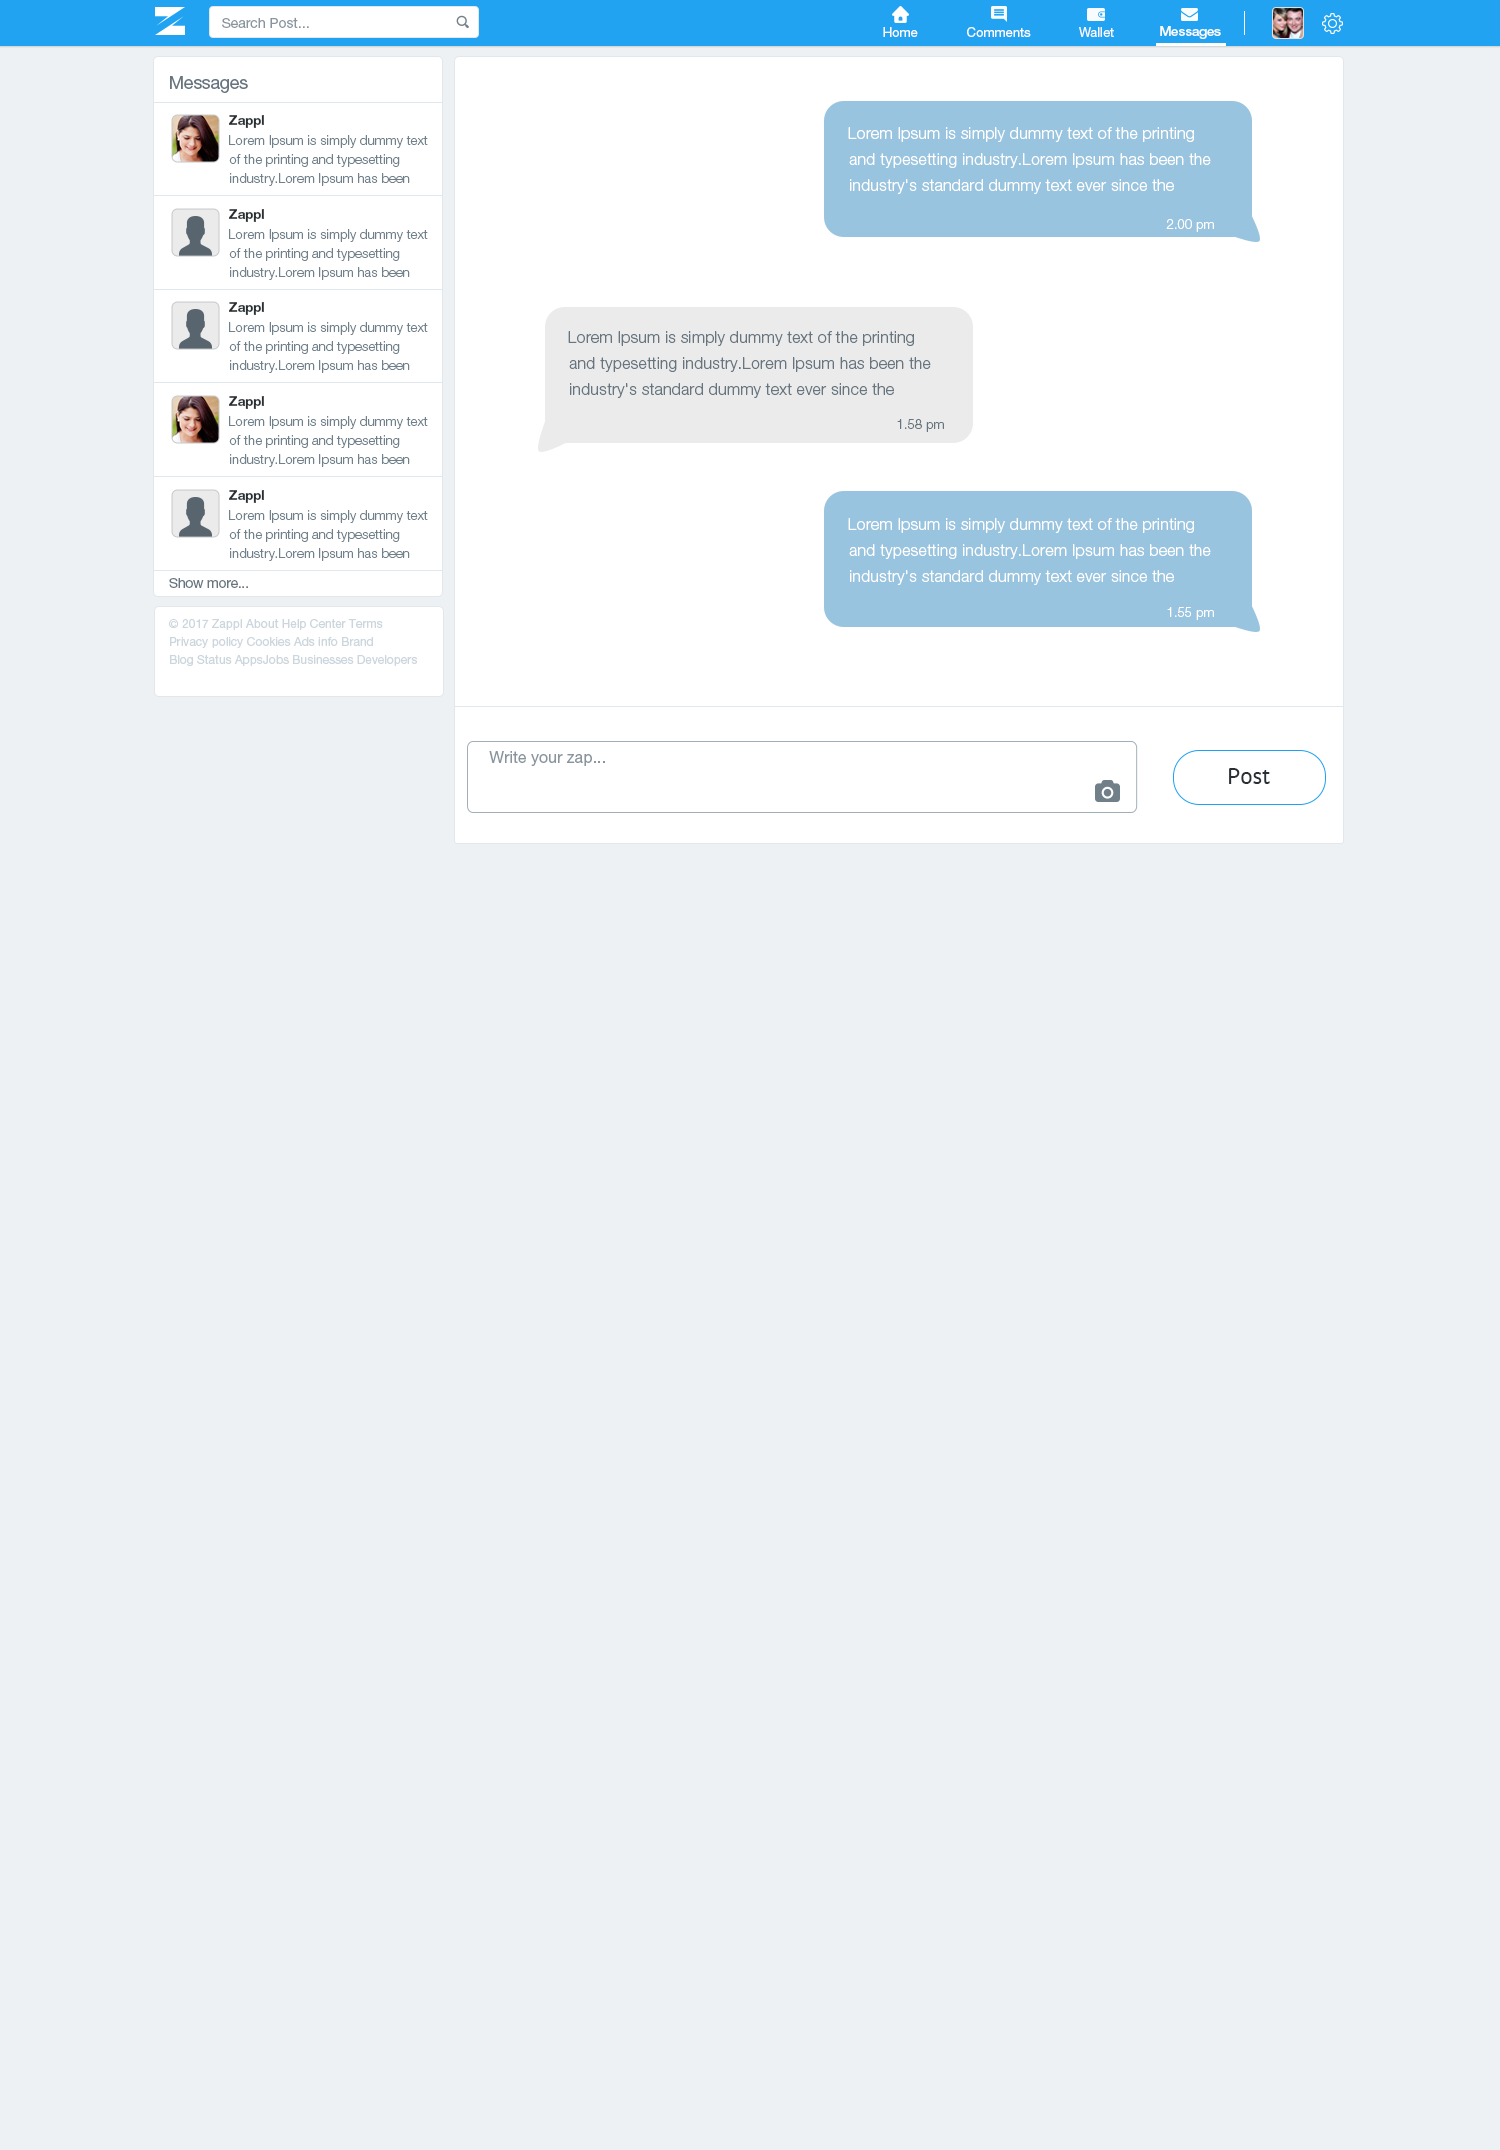 Search Post...
Home
Comments
Wallet
Messages
Messages
Zappl
Lorem Ipsum is simply dummy text
of the printing and typesetting
industry.Lorem Ipsum has been
Zappl
Lorem Ipsum is simply dummy text
of the printing and typesetting
industry.Lorem Ipsum has been
Zappl
Lorem Ipsum is simply dummy text
of the printing and typesetting
industry.Lorem Ipsum has been
Zappl
Lorem Ipsum is simply dummy text
of the printing and typesetting
industry.Lorem Ipsum has been
Zappl
Lorem Ipsum is simply dummy text
of the printing and typesetting
industry.Lorem Ipsum has been
Show more...
© 2017 Zappl About Help Center Terms
Privacy policy Cookies Ads info Brand
Blog Status AppsJobs Businesses Developers
Lorem Ipsum is simply dummy text of the printing
and typesetting industry.Lorem Ipsum has been the
industry's standard dummy text ever since the
2.00 pm
Lorem Ipsum is simply dummy text of the printing
and typesetting industry.Lorem Ipsum has been the
industry's standard dummy text ever since the
1.58 pm
Lorem Ipsum is simply dummy text of the printing
and typesetting industry.Lorem Ipsum has been the
industry's standard dummy text ever since the
1.55 pm
Write your zap...
Post